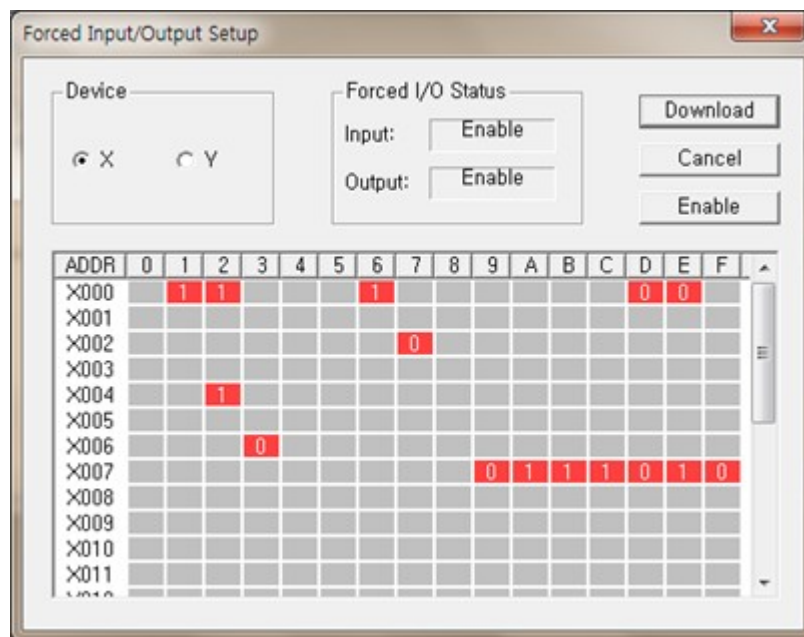 Forced Input/Output Setup
Device
X
Y
Forced I/O Status
Input:
Enable
Output:
Enable
Download
Cancel
Enable
ADDR 0 1 2 3 4 5 6 7 8 9 A B C D E F
X000 1 1 1 0 0
X001
X002 0
X003
X004 1
X005
X006 0
X007 0 1 1 1 0 1 0
X008
X009
X010
X011